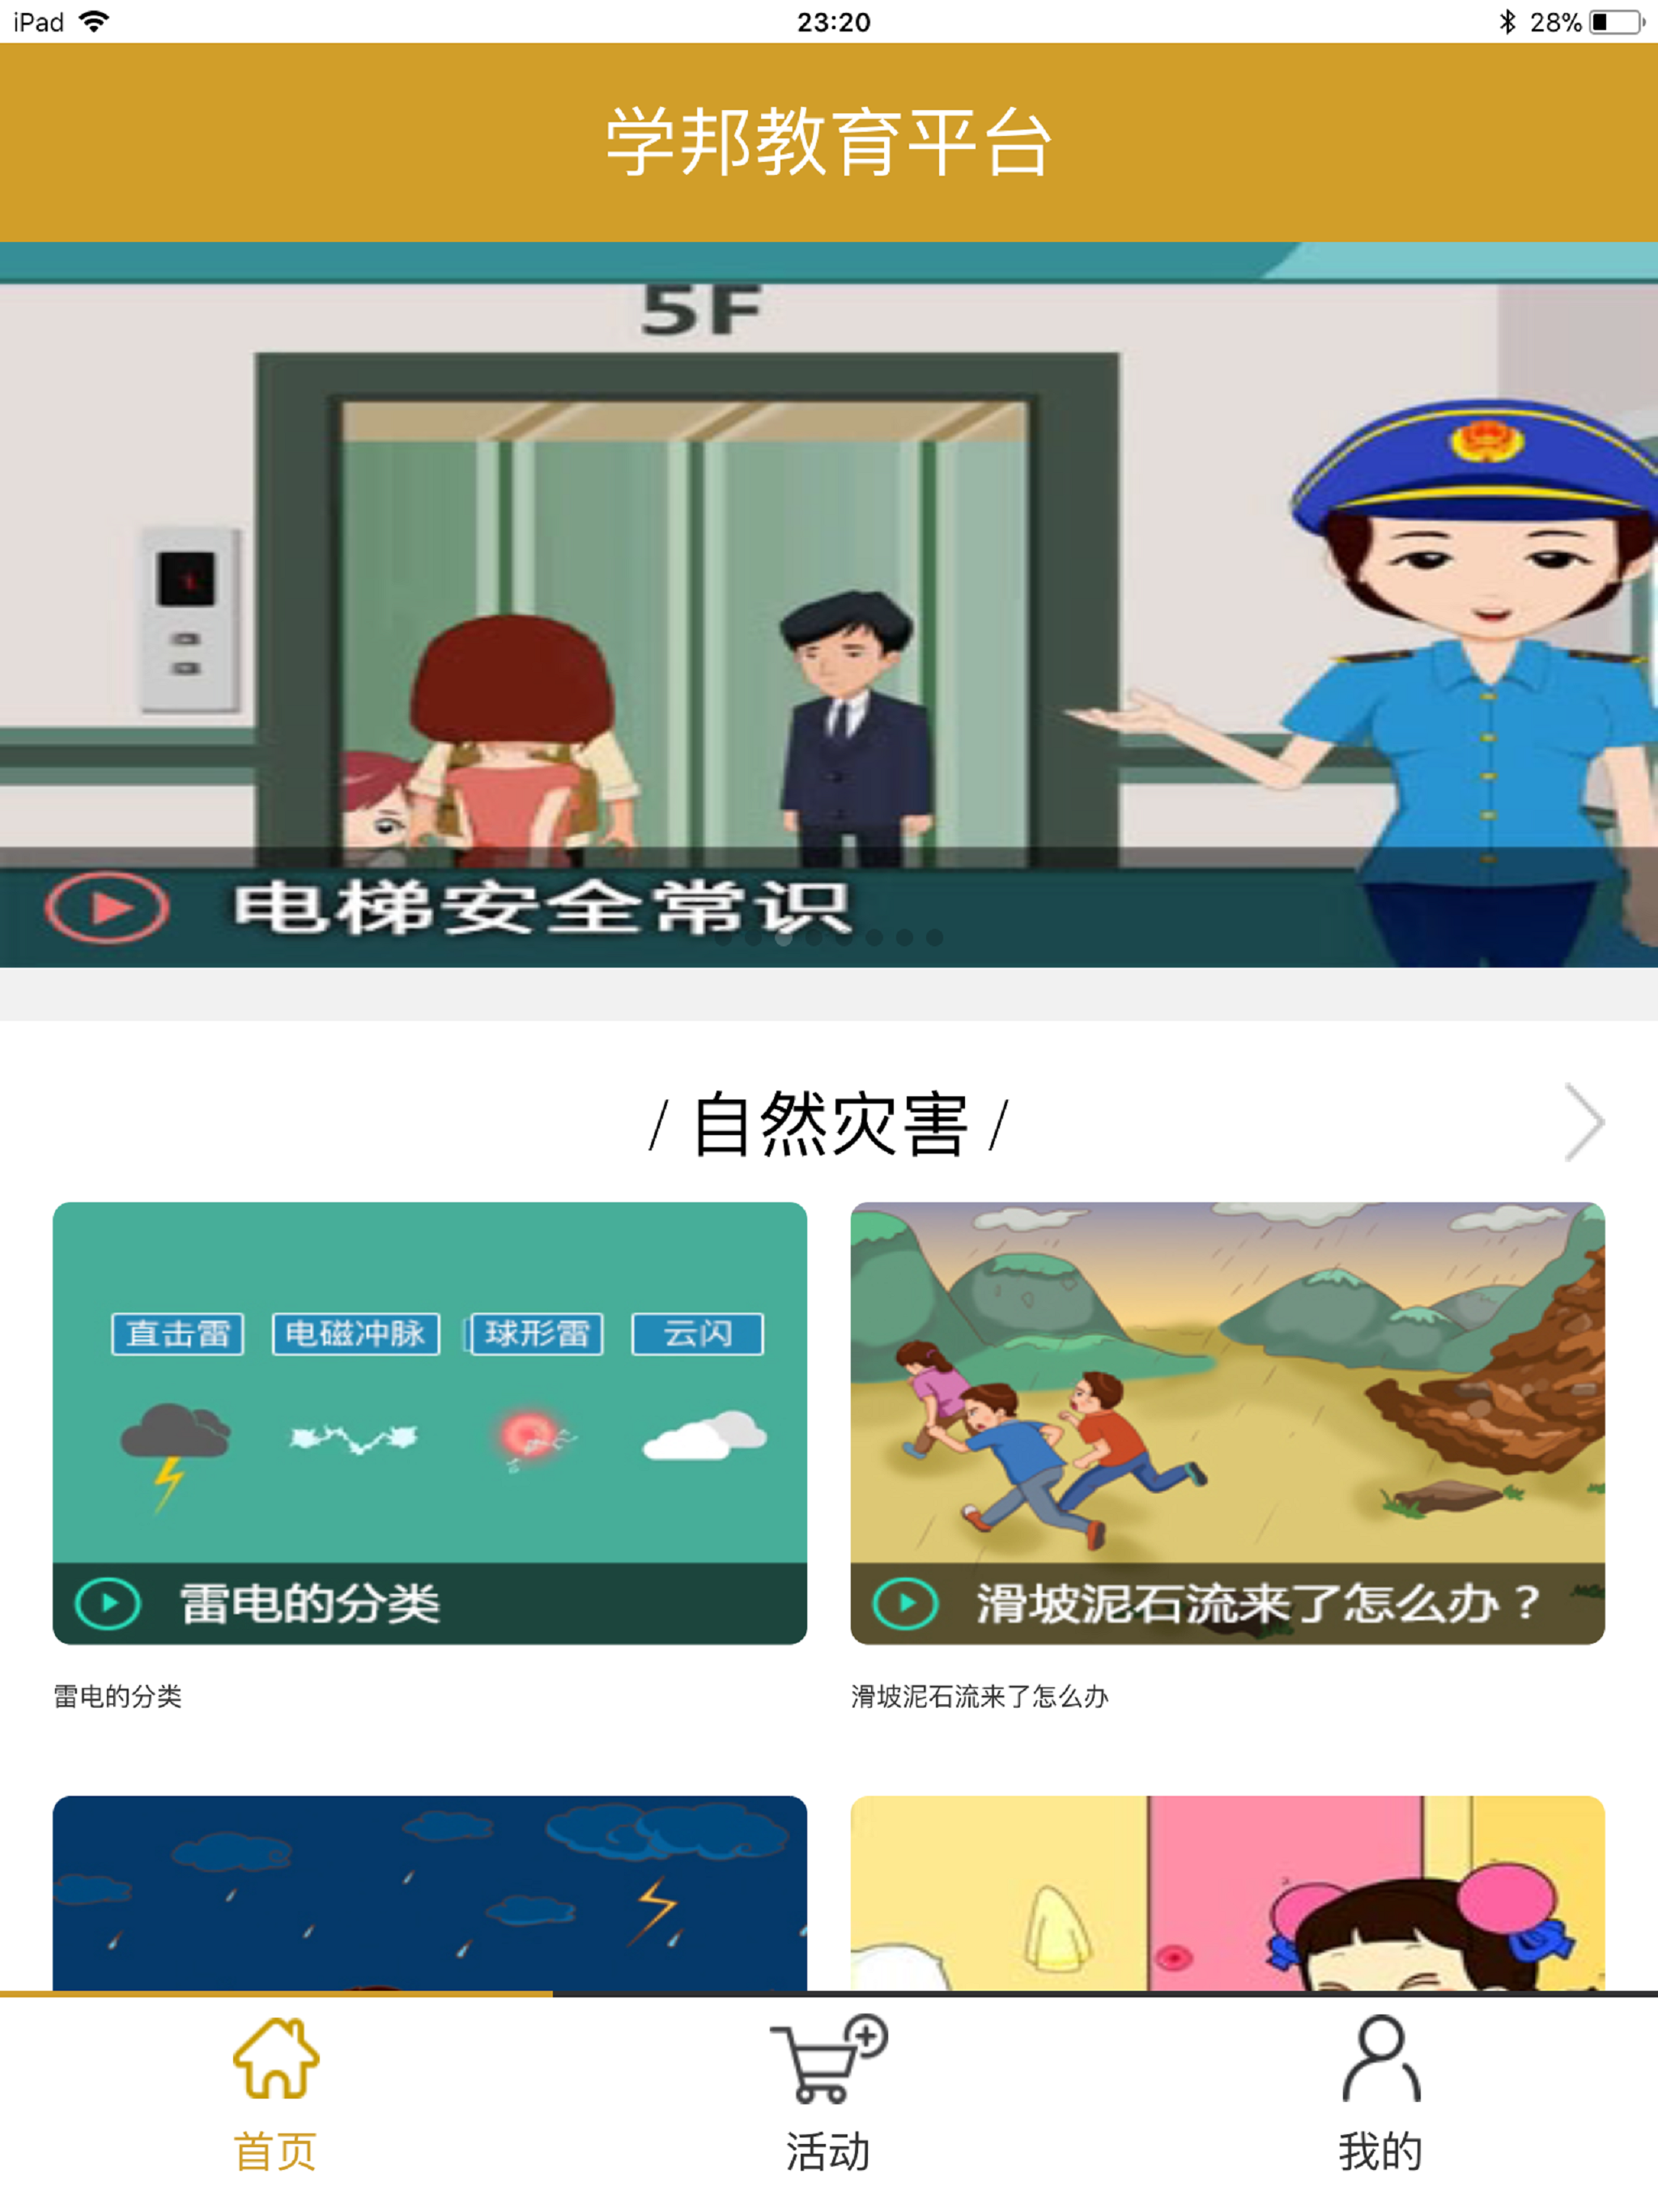 iPad 23:20 28%
学邦教育平台
5F
电梯安全常识
/ 自然灾害 /
直击雷 电磁冲脉 球形雷 云闪
雷电的分类
滑坡泥石流来了怎么办？
雷电的分类
滑坡泥石流来了怎么办
首页 活动 我的